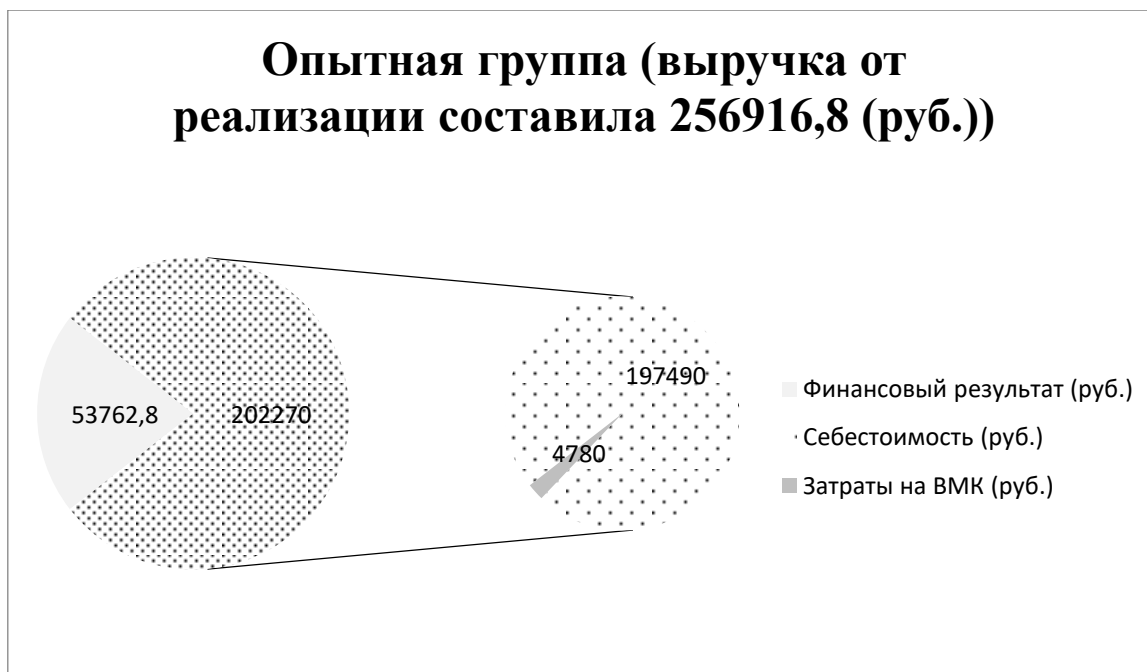 Опытная группа (выручка от
реализации составила 256916,8 (руб.))
53762,8
202270
197490
4780
Финансовый результат (руб.)
Себестоимость (руб.)
Затраты на ВМК (руб.)